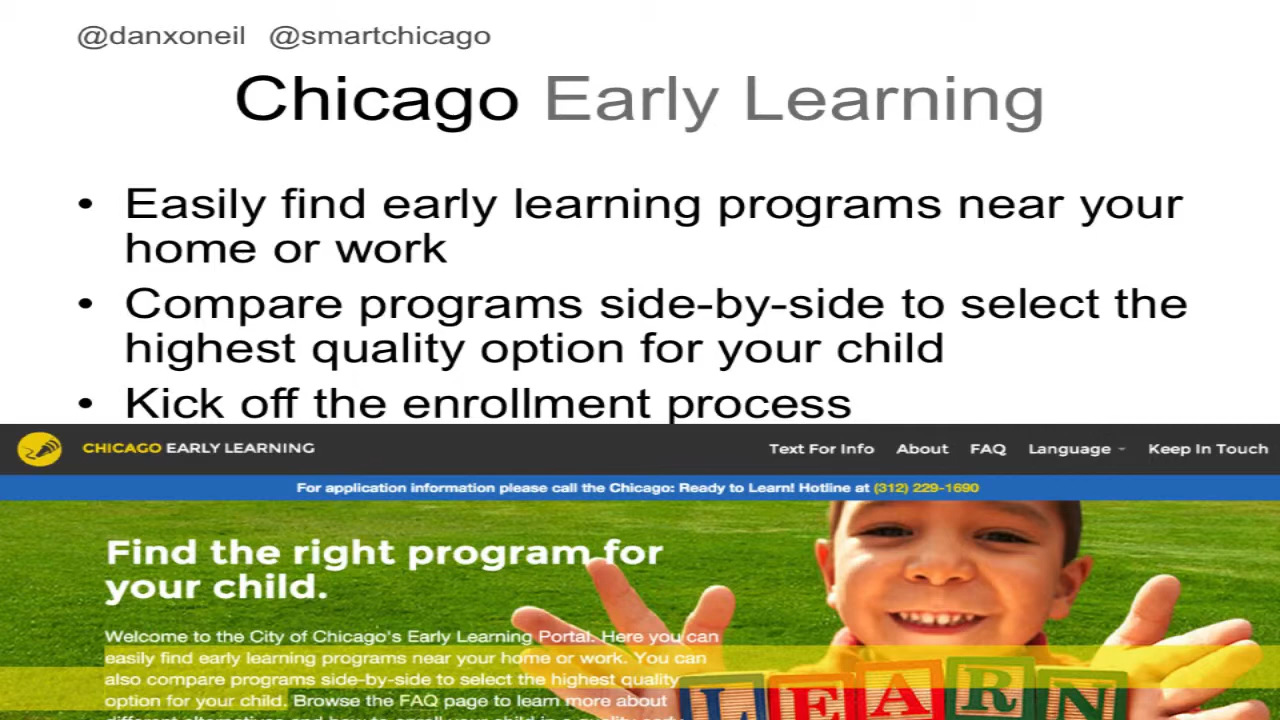 @danxoneil @smartchicago
Chicago Early Learning
• Easily find early learning programs near your
home or work
• Compare programs side-by-side to select the
highest quality option for your child
• Kick off the enrollment process
CHICAGO EARLY LEARNING
Text For Info About FAQ Language Keep In Touch
For application information please call the Chicago: Ready to Learn! Hotline at (312) 229-1690
Find the right program for
your child.
Welcome to the City of Chicago's Early Learning Portal. Here you can
easily find early learning programs near your home or work. You can
also compare programs side-by-side to select the highest quality
option for your child. Browse the FAQ page to learn more about
LEARN